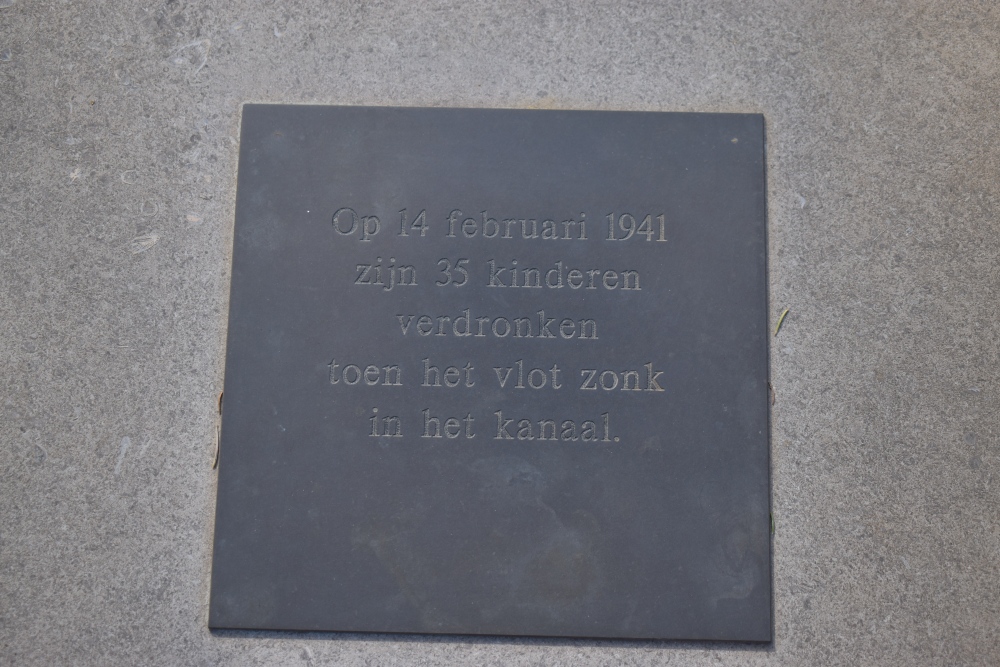 Op 14 februari 1941
zijn 35 kinderen
verdronken
toen het vlot zonk
in het kanaal.